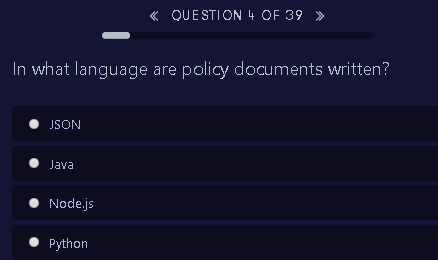 « QUESTION 4 OF 39 »
In what language are policy documents written?
JSON
Java
Node.js
Python